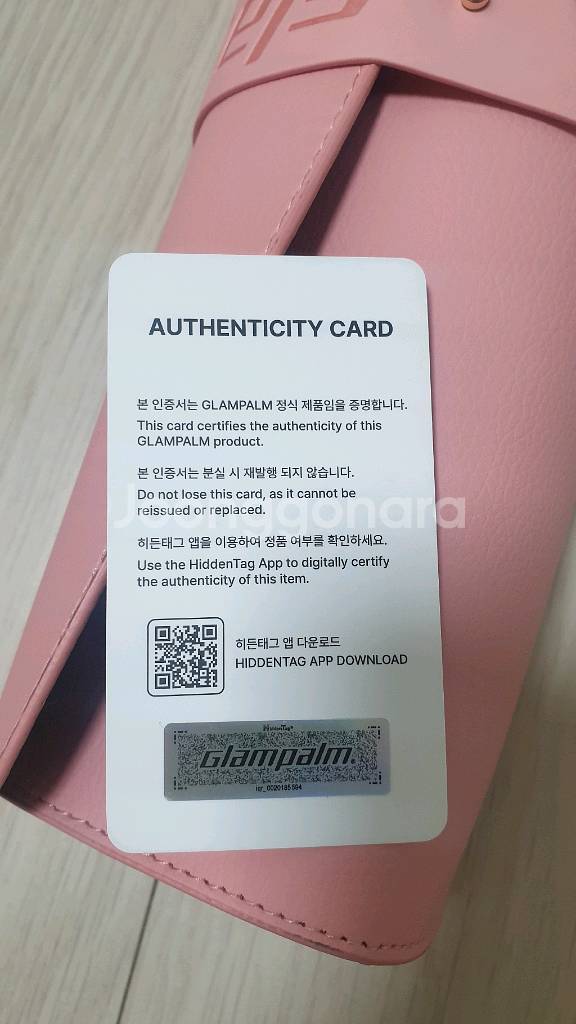 AUTHENTICITY CARD
본 인증서는 GLAMPALM 정식 제품임을 증명합니다.
This card certifies the authenticity of this
GLAMPALM product.
본 인증서는 분실 시 재발행 되지 않습니다.
Do not lose this card, as it cannot be
reissued or replaced.
Joonggonara
히든태그 앱을 이용하여 정품 여부를 확인하세요.
Use the HiddenTag App to digitally certify
the authenticity of this item.
히든태그 앱 다운로드
HIDDENTAG APP DOWNLOAD
HiddenTag®
Glampalm.